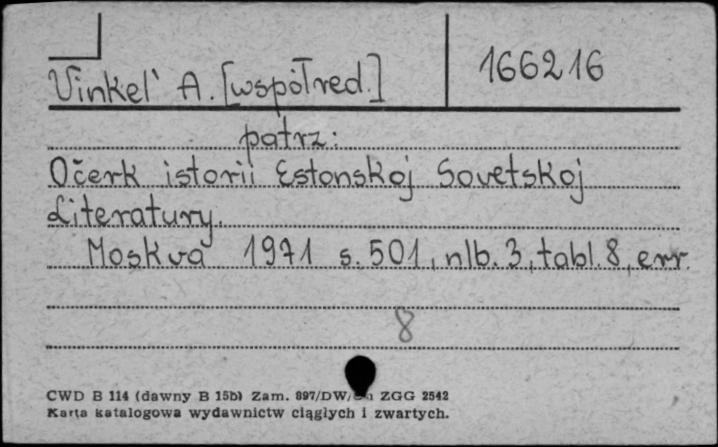 Vinkel' A. [współred.]
166216
patrz:
Očerk istorii Estonskoj Sovetskoj
Literatury.
Moskva 1971 s. 501, nlb. 3, tabl. 8, err.
8
CWD B 114 (dawny B 15b) Zam. 897/DW/ ZGG 2542
Karta katalogowa wydawnictw ciągłych i zwartych.